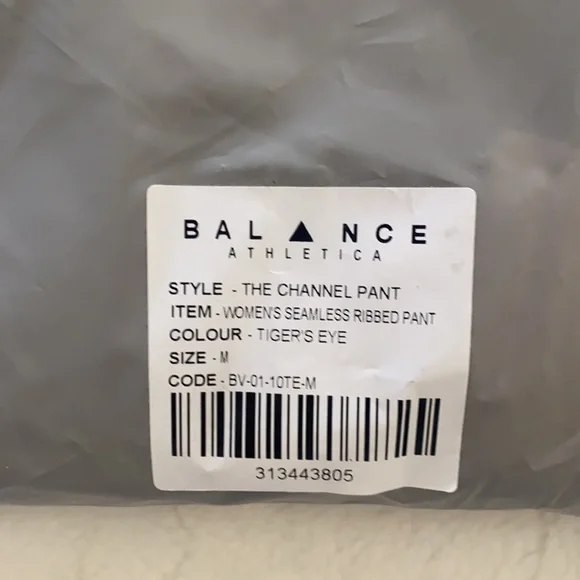 BALANCE
ATHLETICA
STYLE - THE CHANNEL PANT
ITEM - WOMEN'S SEAMLESS RIBBED PANT
COLOUR - TIGER'S EYE
SIZE - M
CODE - BV-01-10TE-M
313443805